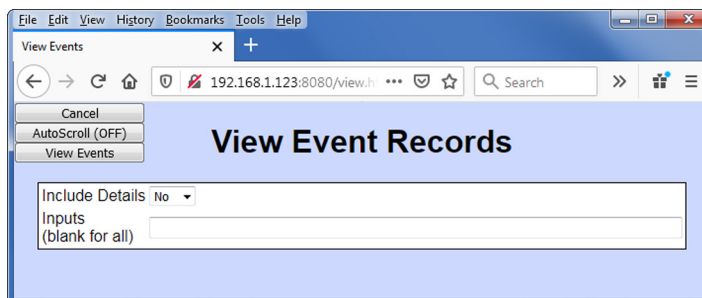 File Edit View History Bookmarks Tools Help
View Events
192.168.1.123:8080/view.h
Search
Cancel
AutoScroll (OFF)
View Events
View Event Records
Include Details No
Inputs
(blank for all)